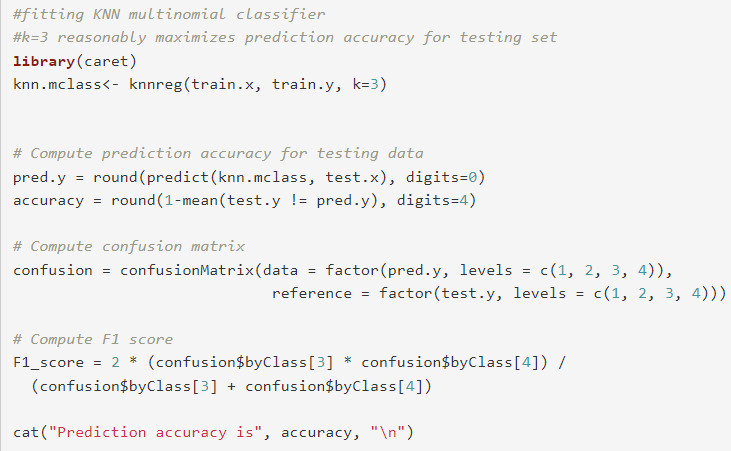 #fitting KNN multinomial classifier
#k=3 reasonably maximizes prediction accuracy for testing set
library(caret)
knn.mclass<- knnreg(train.x, train.y, k=3)
# Compute prediction accuracy for testing data
pred.y = round(predict(knn.mclass, test.x), digits=0)
accuracy = round(1-mean(test.y != pred.y), digits=4)
# Compute confusion matrix
confusion = confusionMatrix(data = factor(pred.y, levels = c(1, 2, 3, 4)),
reference = factor(test.y, levels = c(1, 2, 3, 4)))
# Compute F1 score
F1_score = 2 * (confusion$byClass[3] * confusion$byClass[4]) /
(confusion$byClass[3] + confusion$byClass[4])
cat("Prediction accuracy is", accuracy, "\n")